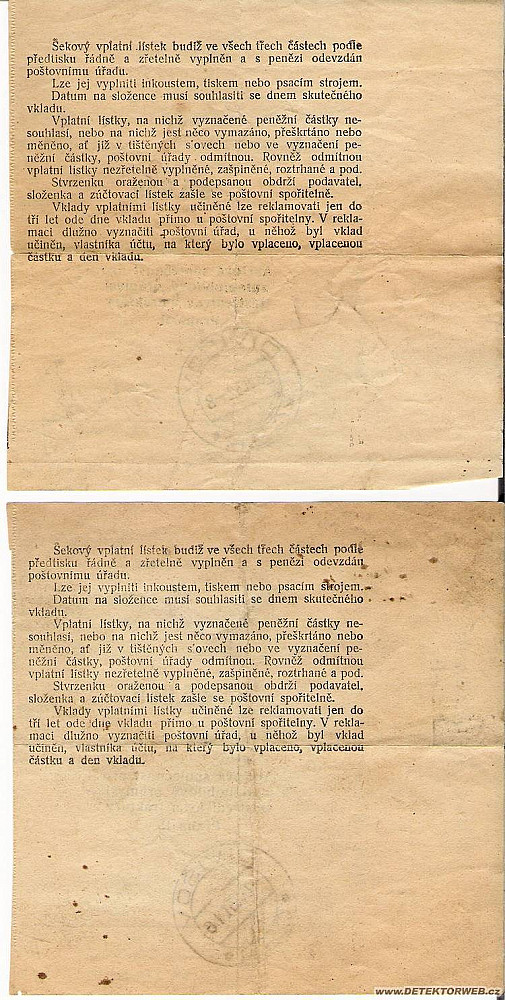 Šekový vplatní lístek budiž ve všech třech částech podle
předtisku řádně a zřetelně vyplněn a s penězi odevzdán
poštovnímu úřadu.
Lze jej vyplniti inkoustem, tiskem nebo psacím strojem.
Datum na složence musí souhlasiti se dnem skutečného
vkladu.
Vplatní lístky, na nichž vyznačené peněžní částky ne-
souhlasí, nebo na nichž jest něco vymazáno, přeškrtáno nebo
měněno, ať již v tištěných slovech nebo ve vyznačení pe-
něžní částky, poštovní úřady odmítnou. Rovněž odmítnou
vplatní lístky nezřetelně vyplněné, zašpiněné, roztrhané a pod.
Stvrzenku oraženou a podepsanou obdrží podavatel,
složenka a zúčtovací lístek zašle se poštovní spořitelně.
Vklady vplatními lístky učiněné lze reklamovati jen do
tří let ode dne vkladu přímo u poštovní spořitelny. V rekla-
maci dlužno vyznačiti poštovní úřad, u něhož byl vklad
učiněn, vlastníka účtu, na který bylo vplaceno, vplacenou
částku a den vkladu.
Šekový vplatní lístek budiž ve všech třech částech podle
předtisku řádně a zřetelně vyplněn a s penězi odevzdán
poštovnímu úřadu.
Lze jej vyplniti inkoustem, tiskem nebo psacím strojem.
Datum na složence musí souhlasiti se dnem skutečného
vkladu.
Vplatní lístky, na nichž vyznačené peněžní částky ne-
souhlasí, nebo na nichž jest něco vymazáno, přeškrtáno nebo
měněno, ať již v tištěných slovech nebo ve vyznačení pe-
něžní částky, poštovní úřady odmítnou. Rovněž odmítnou
vplatní lístky nezřetelně vyplněné, zašpiněné, roztrhané a pod.
Stvrzenku oraženou a podepsanou obdrží podavatel,
složenka a zúčtovací lístek zašle se poštovní spořitelně.
Vklady vplatními lístky učiněné lze reklamovati jen do
tří let ode dne vkladu přímo u poštovní spořitelny. V rekla-
maci dlužno vyznačiti poštovní úřad, u něhož byl vklad
učiněn, vlastníka účtu, na který bylo vplaceno, vplacenou
částku a den vkladu.
www.DETEKTORWEB.cz